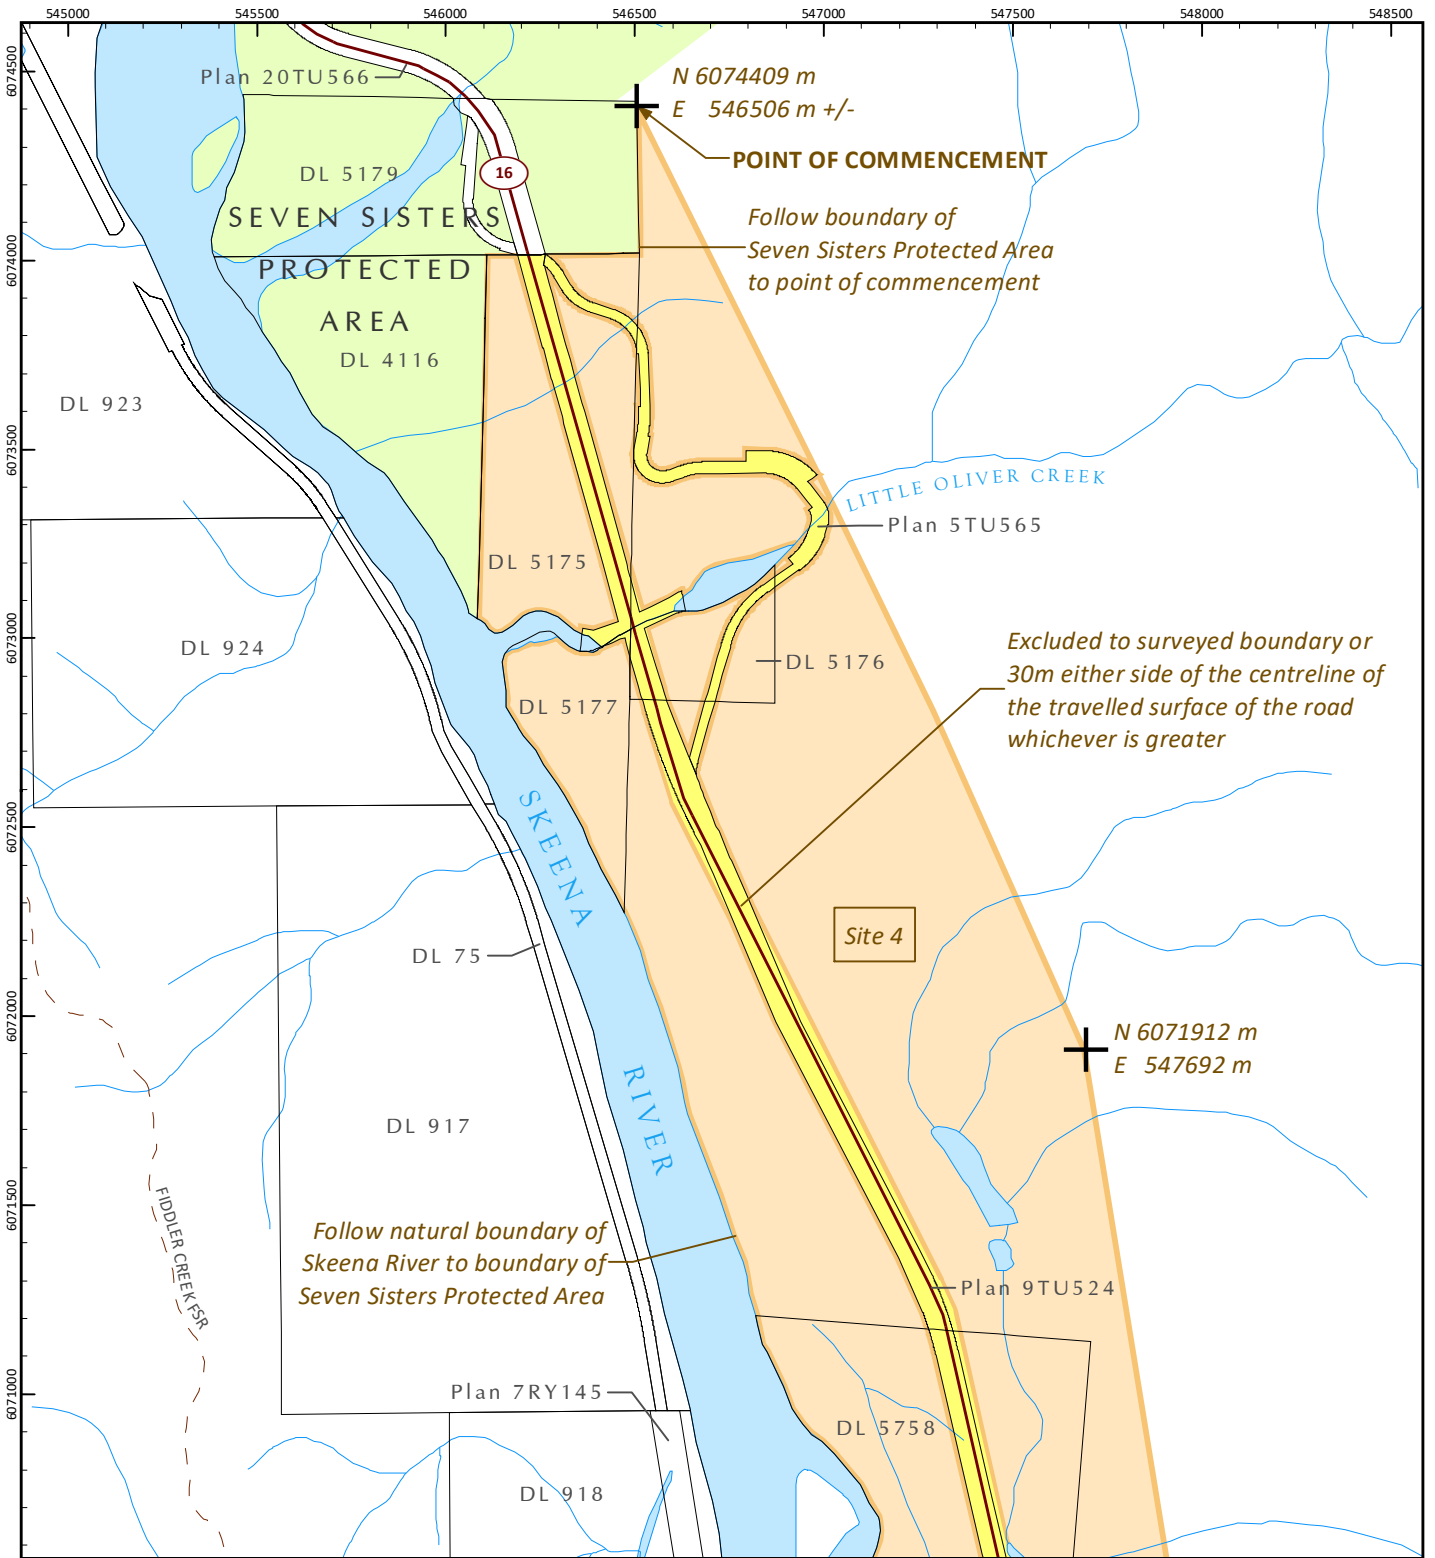 545000
545500
546000
546500
547000
547500
548000
548500
6074500
6074000
6073500
6073000
6072500
6072000
6071500
6071000
Plan 20TU566
N 6074409 m
E 546506 m +/-
POINT OF COMMENCEMENT
16
DL 5179
SEVEN SISTERS
PROTECTED
AREA
DL 4116
Follow boundary of
Seven Sisters Protected Area
to point of commencement
DL 923
LITTLE OLIVER CREEK
Plan 5TU565
DL 5175
DL 924
DL 5176
DL 5177
Excluded to surveyed boundary or
30m either side of the centreline of
the travelled surface of the road
whichever is greater
SKEENA
RIVER
Site 4
DL 75
N 6071912 m
E 547692 m
DL 917
FIDDLER CREEK FSR
Follow natural boundary of
Skeena River to boundary of
Seven Sisters Protected Area
Plan 9TU524
Plan 7RY145
DL 5758
DL 918